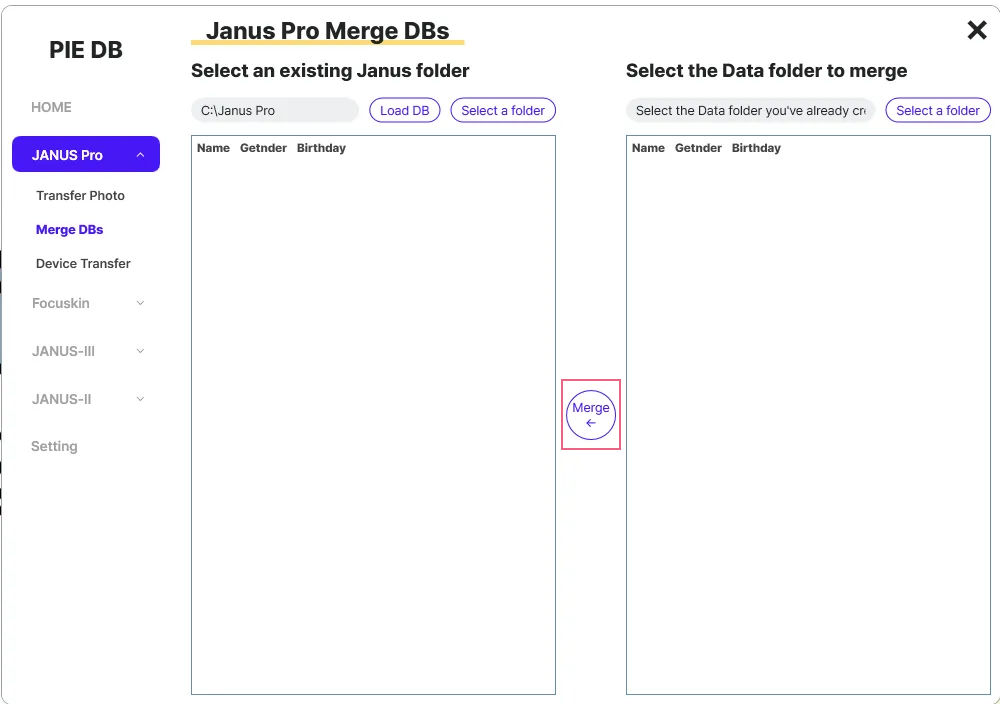 PIE DB
HOME
JANUS Pro
Transfer Photo
Merge DBs
Device Transfer
Focuskin
JANUS-III
JANUS-II
Setting
Janus Pro Merge DBs
Select an existing Janus folder
C:\Janus Pro
Load DB
Select a folder
Name Getnder Birthday
Merge
←
Select the Data folder to merge
Select the Data folder you've already cr
Select a folder
Name Getnder Birthday